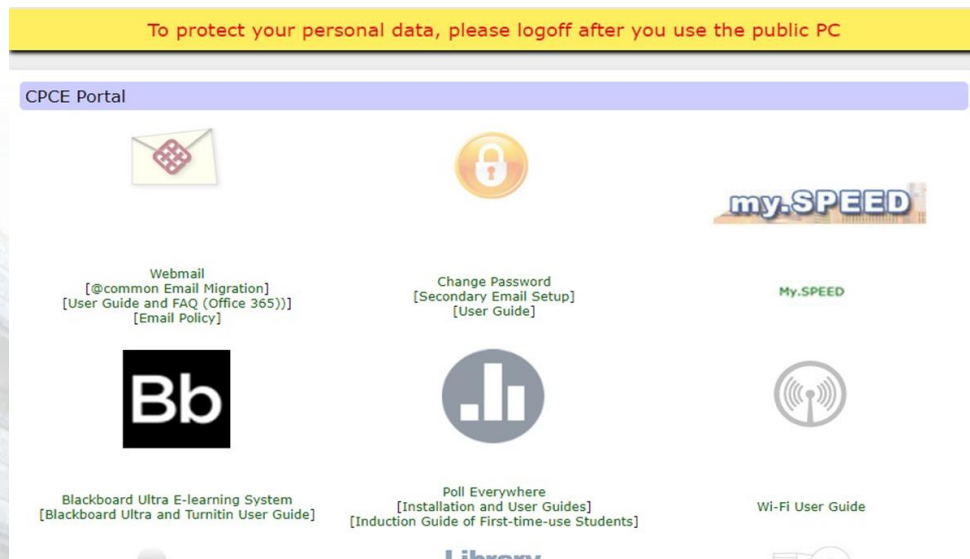 To protect your personal data, please logoff after you use the public PC
CPCE Portal
my.SPEED
Webmail
[@common Email Migration]
[User Guide and FAQ (Office 365))]
[Email Policy]
Change Password
[Secondary Email Setup]
[User Guide]
My.SPEED
Bb
Blackboard Ultra E-learning System
[Blackboard Ultra and Turnitin User Guide]
Poll Everywhere
[Installation and User Guides]
[Induction Guide of First-time-use Students]
Wi-Fi User Guide
Library